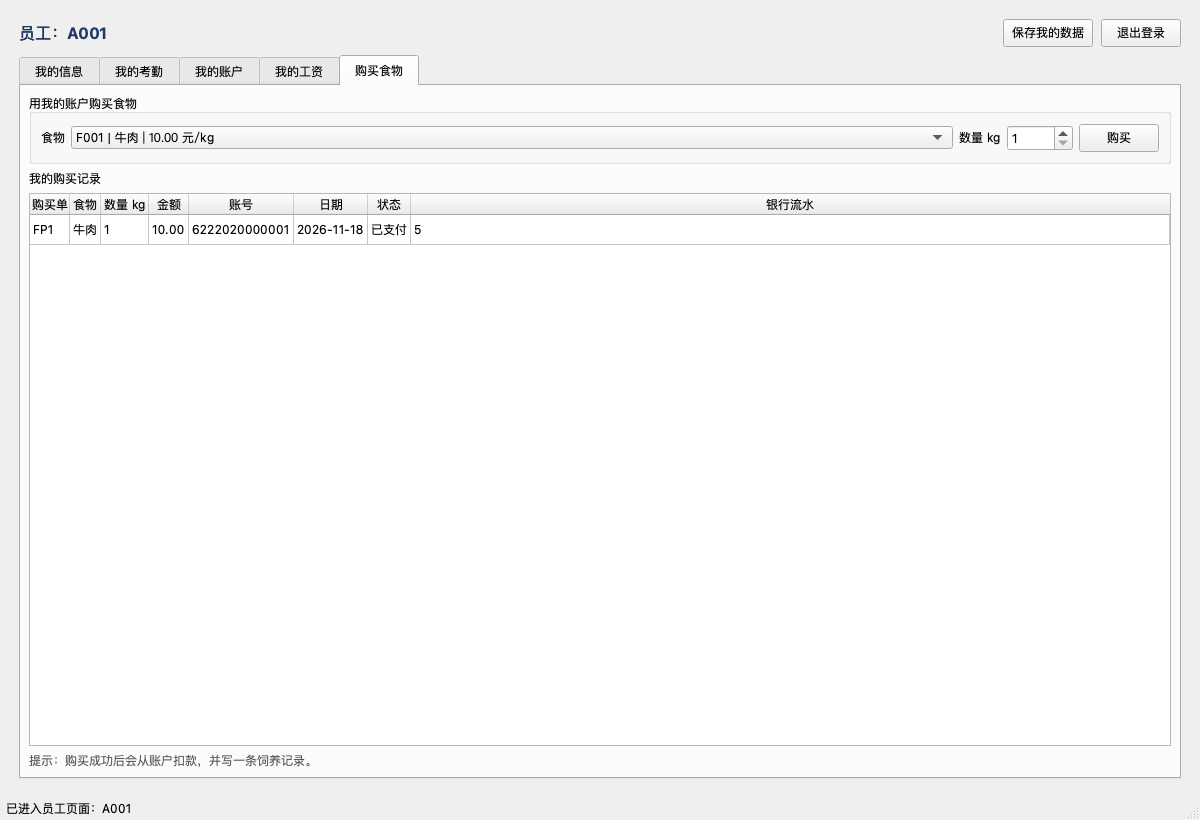 员工：A001
保存我的数据 退出登录
我的信息 我的考勤 我的账户 我的工资 购买食物
用我的账户购买食物
食物 F001 | 牛肉 | 10.00 元/kg 数量 kg 1 购买
我的购买记录
购买单 食物 数量 kg 金额 账号 日期 状态 银行流水
FP1 牛肉 1 10.00 6222020000001 2026-11-18 已支付 5
提示：购买成功后会从账户扣款，并写一条饲养记录。
已进入员工页面：A001